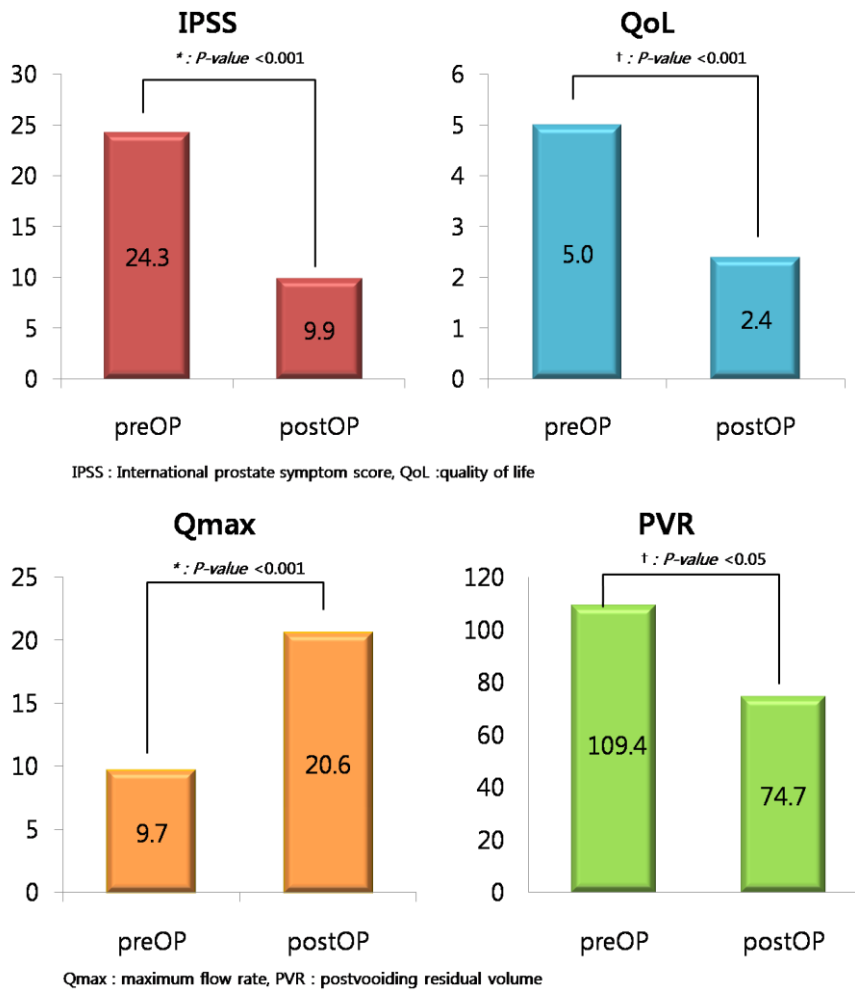 IPSS
* : P-value <0.001
30
25
20
15
10
5
0
24.3
9.9
preOP
postOP
QoL
† : P-value <0.001
6
5
4
3
2
1
0
5.0
2.4
preOP
postOP
IPSS : International prostate symptom score, QoL :quality of life
Qmax
* : P-value <0.001
25
20
15
10
5
0
9.7
20.6
preOP
postOP
PVR
† : P-value <0.05
120
100
80
60
40
20
0
109.4
74.7
preOP
postOP
Qmax : maximum flow rate, PVR : postvooiding residual volume